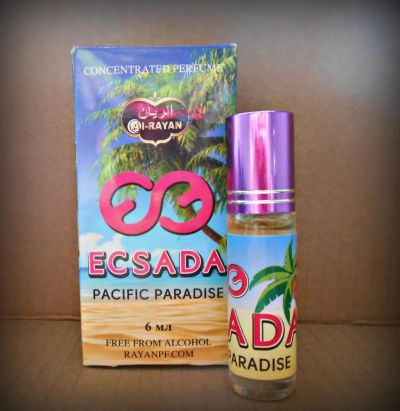 CONCENTRATED PERFUME
الريان
Al-RAYAN
ECSADA
PACIFIC PARADISE
6 мл
FREE FROM ALCOHOL
RAYANPF.COM
ADA
PARADISE